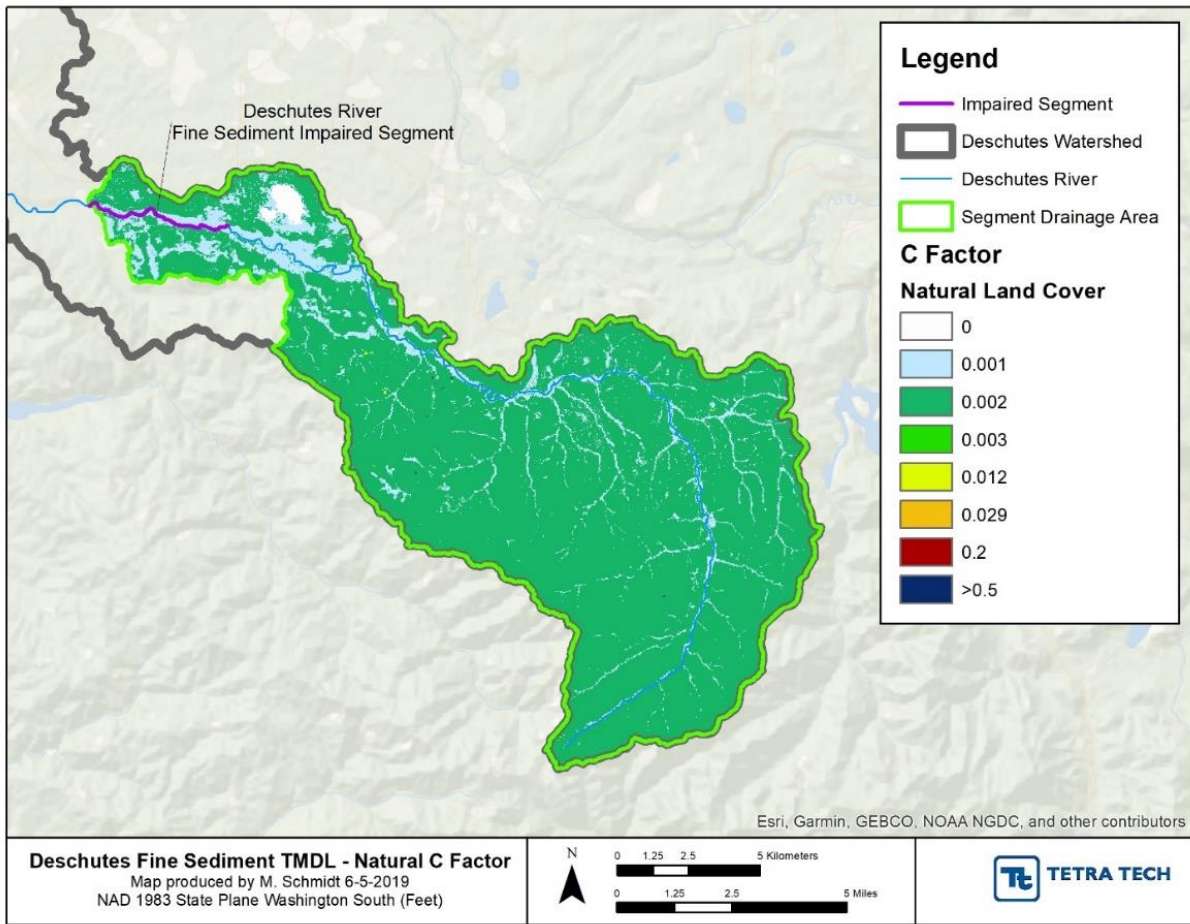 Deschutes River
Fine Sediment Impaired Segment
Legend
Impaired Segment
Deschutes Watershed
Deschutes River
Segment Drainage Area
C Factor
Natural Land Cover
0
0.001
0.002
0.003
0.012
0.029
0.2
>0.5
Esri, Garmin, GEBCO, NOAA NGDC, and other contributors
Deschutes Fine Sediment TMDL - Natural C Factor
Map produced by M. Schmidt 6-5-2019
NAD 1983 State Plane Washington South (Feet)
N
0 1.25 2.5 5 Kilometers
0 1.25 2.5 5 Miles
Tt TETRA TECH